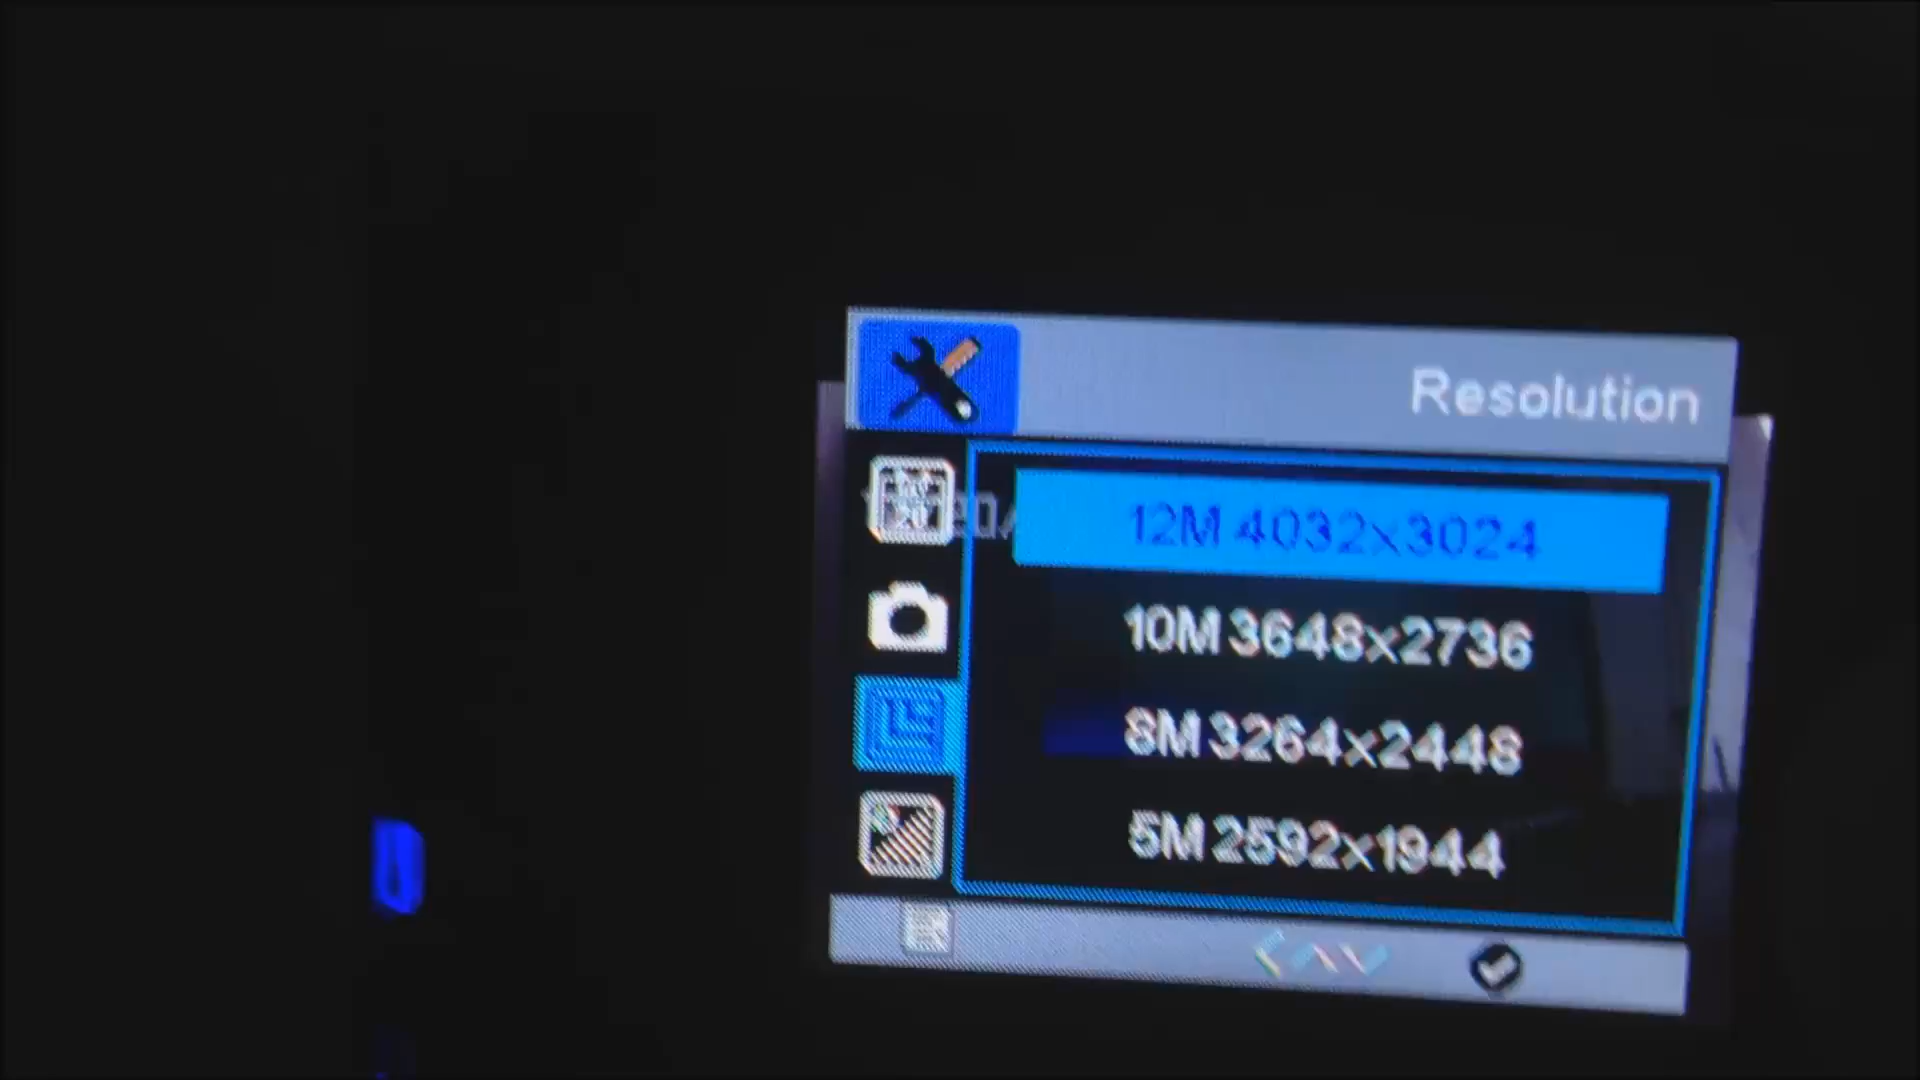 Resolution
12M 4032x3024
10M 3648x2736
8M 3264x2448
5M 2592x1944